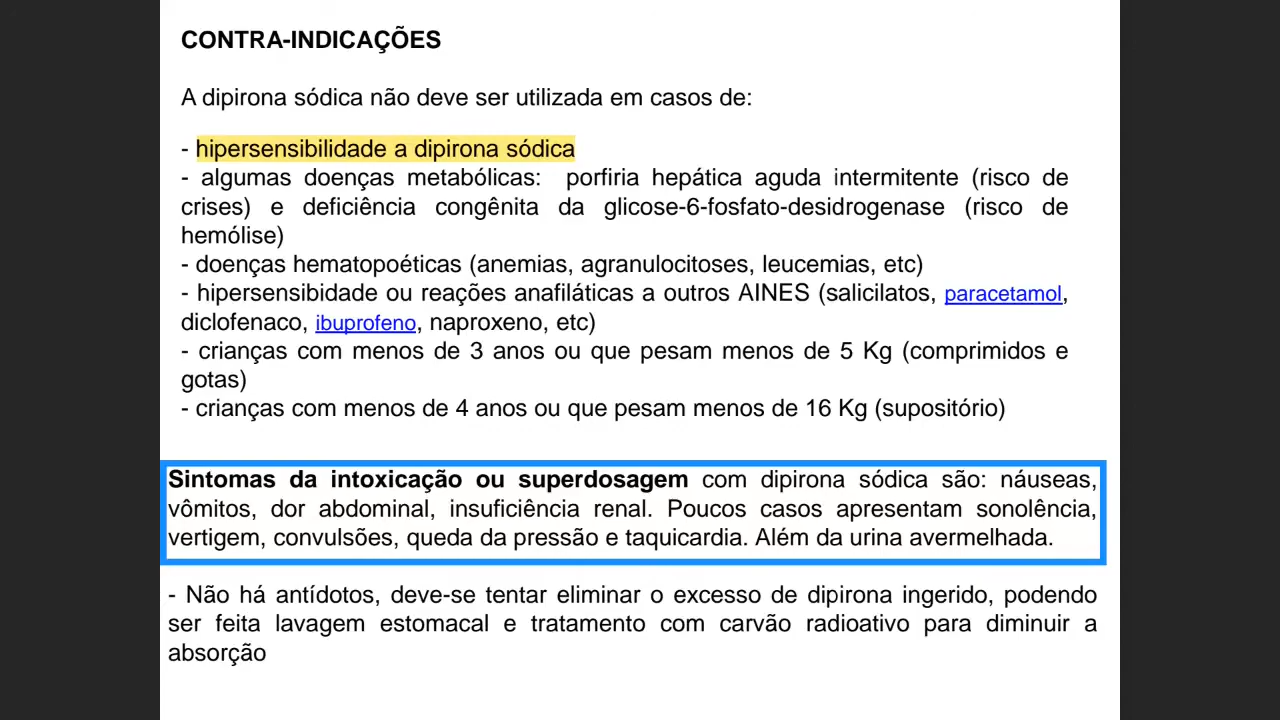 CONTRA-INDICAÇÕES
A dipirona sódica não deve ser utilizada em casos de:
- hipersensibilidade a dipirona sódica
- algumas doenças metabólicas: porfiria hepática aguda intermitente (risco de
crises) e deficiência congênita da glicose-6-fosfato-desidrogenase (risco de
hemólise)
- doenças hematopoéticas (anemias, agranulocitoses, leucemias, etc)
- hipersensibidade ou reações anafiláticas a outros AINES (salicilatos, paracetamol,
diclofenaco, ibuprofeno, naproxeno, etc)
- crianças com menos de 3 anos ou que pesam menos de 5 Kg (comprimidos e
gotas)
- crianças com menos de 4 anos ou que pesam menos de 16 Kg (supositório)
Sintomas da intoxicação ou superdosagem com dipirona sódica são: náuseas,
vômitos, dor abdominal, insuficiência renal. Poucos casos apresentam sonolência,
vertigem, convulsões, queda da pressão e taquicardia. Além da urina avermelhada.
- Não há antídotos, deve-se tentar eliminar o excesso de dipirona ingerido, podendo
ser feita lavagem estomacal e tratamento com carvão radioativo para diminuir a
absorção